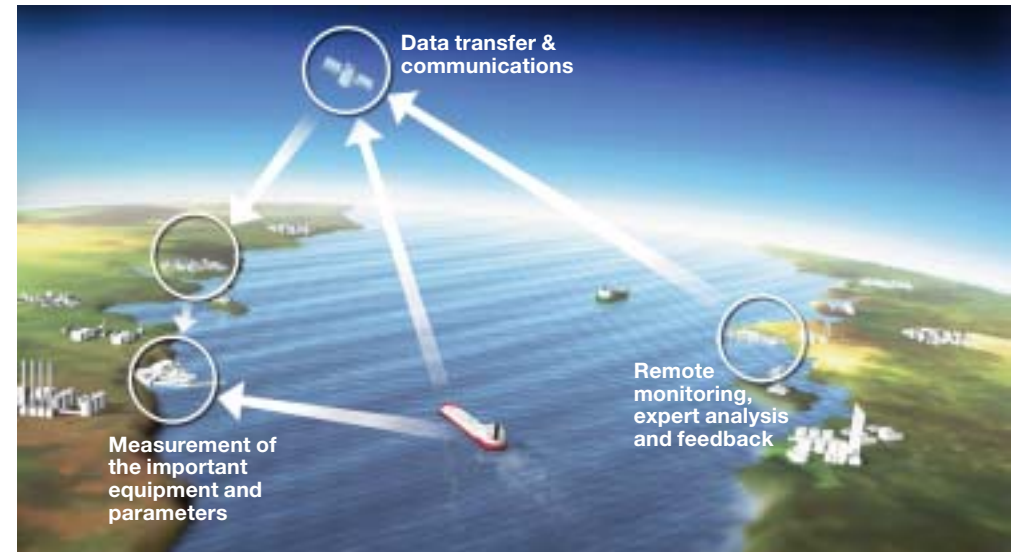 Data transfer &
communications
Remote
monitoring,
expert analysis
and feedback
Measurement of
the important
equipment and
parameters